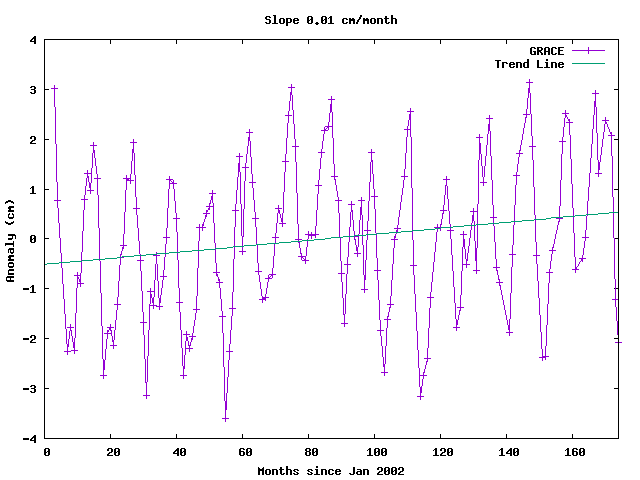 Slope 0.01 cm/month
GRACE
Trend Line
4
3
2
1
0
-1
-2
-3
-4
Anomaly (cm)
0 20 40 60 80 100 120 140 160
Months since Jan 2002